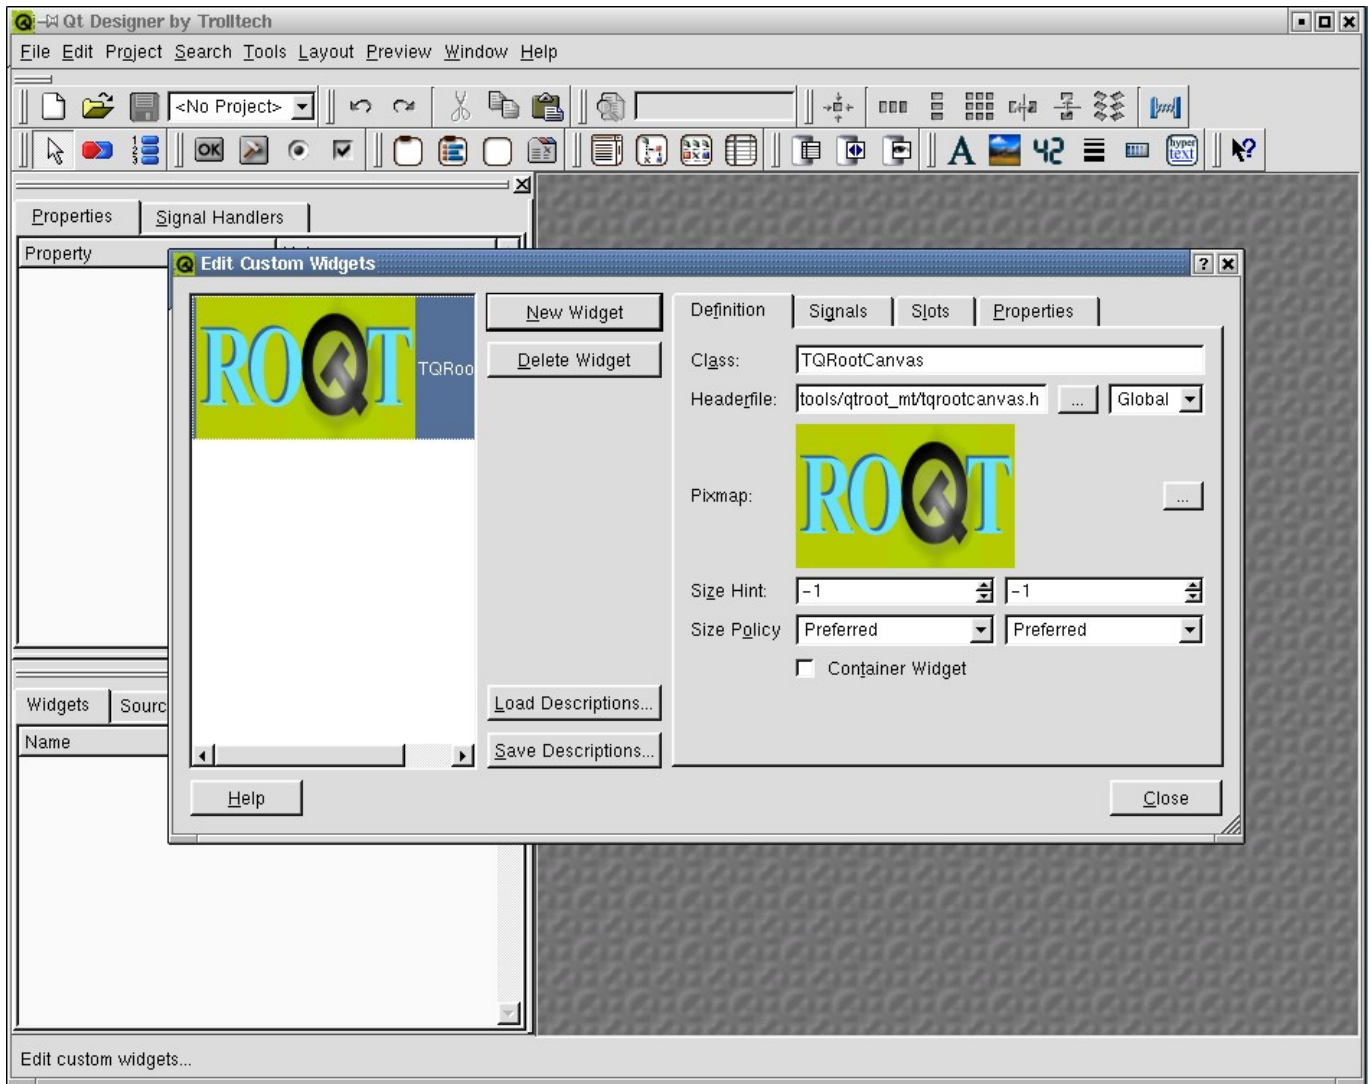 Qt Designer by Trolltech
File Edit Project Search Tools Layout Preview Window Help
<No Project>
1 2 3 OK A 42 hyper text ?
Properties Signal Handlers
Property
Edit Custom Widgets ?
ROQT TQRoo
New Widget
Delete Widget
Load Descriptions...
Save Descriptions...
Definition Signals Slots Properties
Class: TQRootCanvas
Headerfile: tools/qtroot_mt/tqrootcanvas.h ... Global
Pixmap: ROQT ...
Size Hint: -1 -1
Size Policy Preferred Preferred
Container Widget
Help Close
Widgets Sourc
Name
Edit custom widgets...